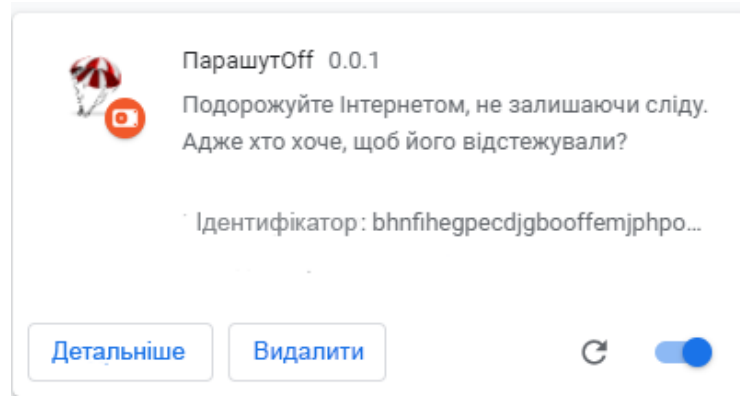 ПарашутOff 0.0.1
Подорожуйте Інтернетом, не залишаючи сліду.
Адже хто хоче, щоб його відстежували?
Ідентифікатор: bhnfihegpecdjgbooffemjphpo...
Детальніше Видалити